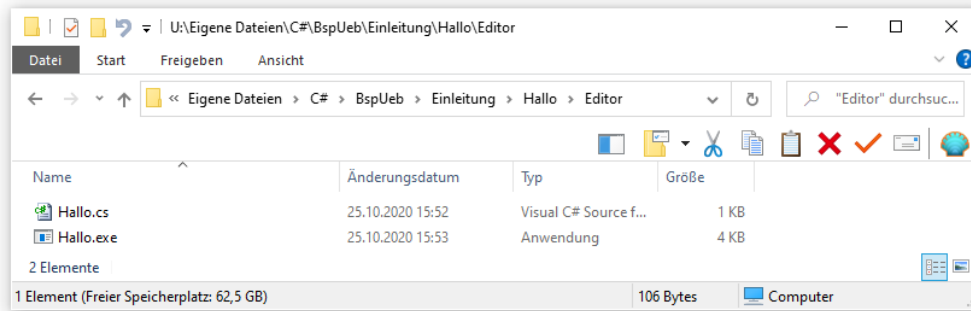 U:\Eigene Dateien\C#\BspUeb\Einleitung\Hallo\Editor
Datei Start Freigeben Ansicht ?
« Eigene Dateien > C# > BspUeb > Einleitung > Hallo > Editor "Editor" durchsuc...
Name Änderungsdatum Typ Größe
Hallo.cs 25.10.2020 15:52 Visual C# Source f... 1 KB
Hallo.exe 25.10.2020 15:53 Anwendung 4 KB
2 Elemente
1 Element (Freier Speicherplatz: 62,5 GB) 106 Bytes Computer